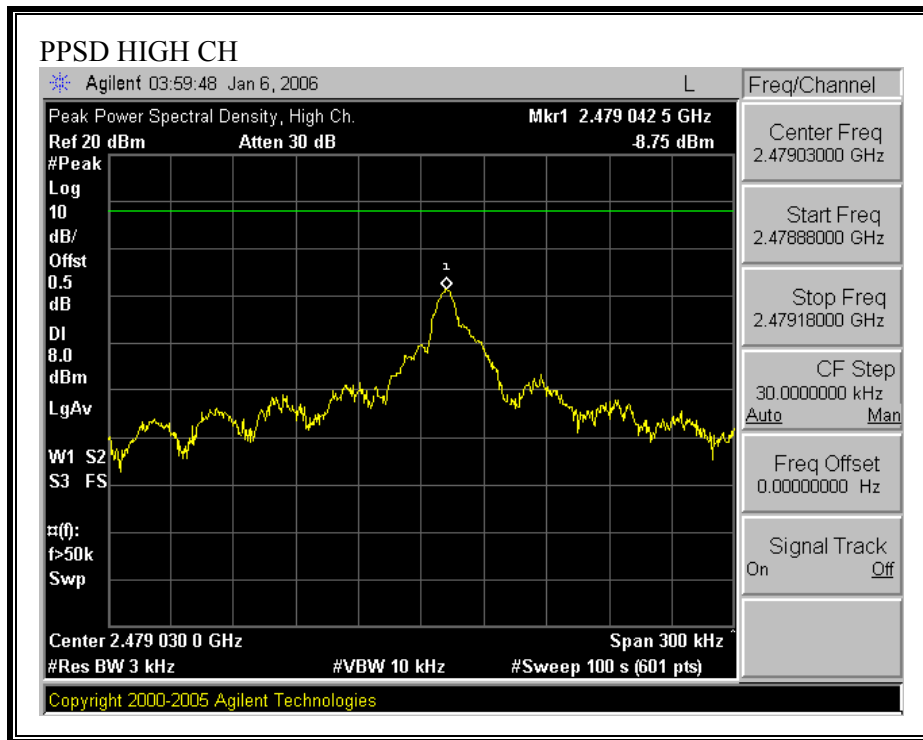 PPSD HIGH CH
Agilent 03:59:48 Jan 6, 2006 L
Freq/Channel
Peak Power Spectral Density, High Ch. Mkr1 2.479 042 5 GHz
Ref 20 dBm Atten 30 dB -8.75 dBm
#Peak
Log
10
dB/
Offst
0.5
dB
DI
8.0
dBm
LgAv
W1 S2
S3 FS
¤(f):
f>50k
Swp
1
Center 2.479 030 0 GHz Span 300 kHz ^
#Res BW 3 kHz #VBW 10 kHz #Sweep 100 s (601 pts)
Copyright 2000-2005 Agilent Technologies
Center Freq
2.47903000 GHz
Start Freq
2.47888000 GHz
Stop Freq
2.47918000 GHz
CF Step
30.0000000 kHz
Auto Man
Freq Offset
0.00000000 Hz
Signal Track
On Off